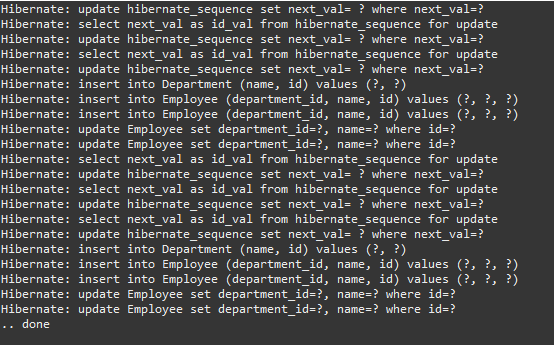 Hibernate: update hibernate_sequence set next_val= ? where next_val=?
Hibernate: select next_val as id_val from hibernate_sequence for update
Hibernate: update hibernate_sequence set next_val= ? where next_val=?
Hibernate: select next_val as id_val from hibernate_sequence for update
Hibernate: update hibernate_sequence set next_val= ? where next_val=?
Hibernate: insert into Department (name, id) values (?, ?)
Hibernate: insert into Employee (department_id, name, id) values (?, ?, ?)
Hibernate: insert into Employee (department_id, name, id) values (?, ?, ?)
Hibernate: update Employee set department_id=?, name=? where id=?
Hibernate: update Employee set department_id=?, name=? where id=?
Hibernate: select next_val as id_val from hibernate_sequence for update
Hibernate: update hibernate_sequence set next_val= ? where next_val=?
Hibernate: select next_val as id_val from hibernate_sequence for update
Hibernate: update hibernate_sequence set next_val= ? where next_val=?
Hibernate: select next_val as id_val from hibernate_sequence for update
Hibernate: update hibernate_sequence set next_val= ? where next_val=?
Hibernate: insert into Department (name, id) values (?, ?)
Hibernate: insert into Employee (department_id, name, id) values (?, ?, ?)
Hibernate: insert into Employee (department_id, name, id) values (?, ?, ?)
Hibernate: update Employee set department_id=?, name=? where id=?
Hibernate: update Employee set department_id=?, name=? where id=?
.. done